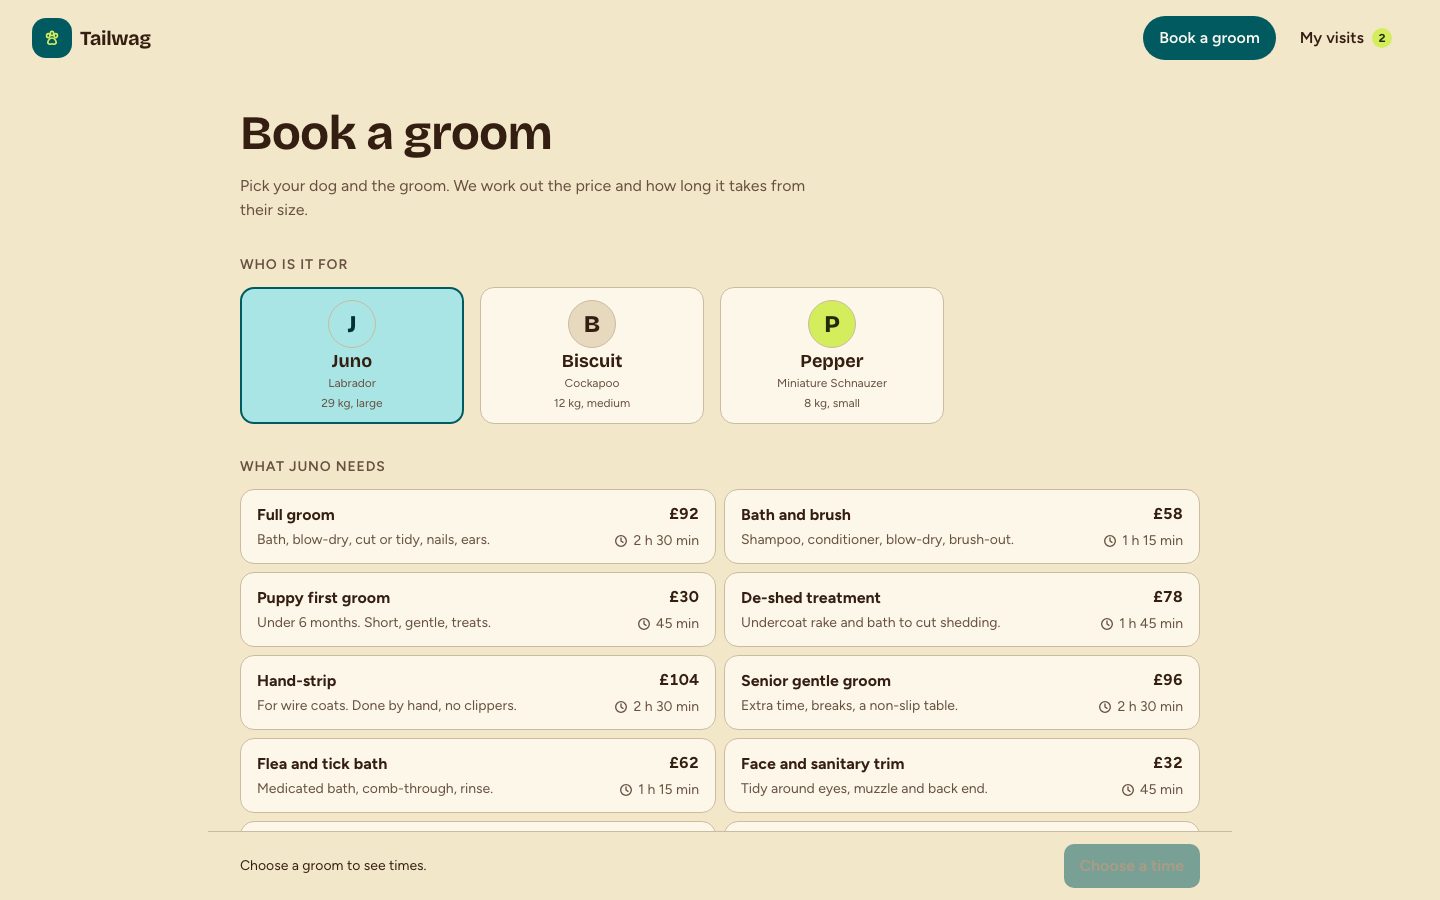 Tailwag
Book a groom
My visits 2
Book a groom
Pick your dog and the groom. We work out the price and how long it takes from
their size.
WHO IS IT FOR
J
Juno
Labrador
29 kg, large
B
Biscuit
Cockapoo
12 kg, medium
P
Pepper
Miniature Schnauzer
8 kg, small
WHAT JUNO NEEDS
Full groom £92
Bath, blow-dry, cut or tidy, nails, ears. 2 h 30 min
Bath and brush £58
Shampoo, conditioner, blow-dry, brush-out. 1 h 15 min
Puppy first groom £30
Under 6 months. Short, gentle, treats. 45 min
De-shed treatment £78
Undercoat rake and bath to cut shedding. 1 h 45 min
Hand-strip £104
For wire coats. Done by hand, no clippers. 2 h 30 min
Senior gentle groom £96
Extra time, breaks, a non-slip table. 2 h 30 min
Flea and tick bath £62
Medicated bath, comb-through, rinse. 1 h 15 min
Face and sanitary trim £32
Tidy around eyes, muzzle and back end. 45 min
Choose a groom to see times.
Choose a time